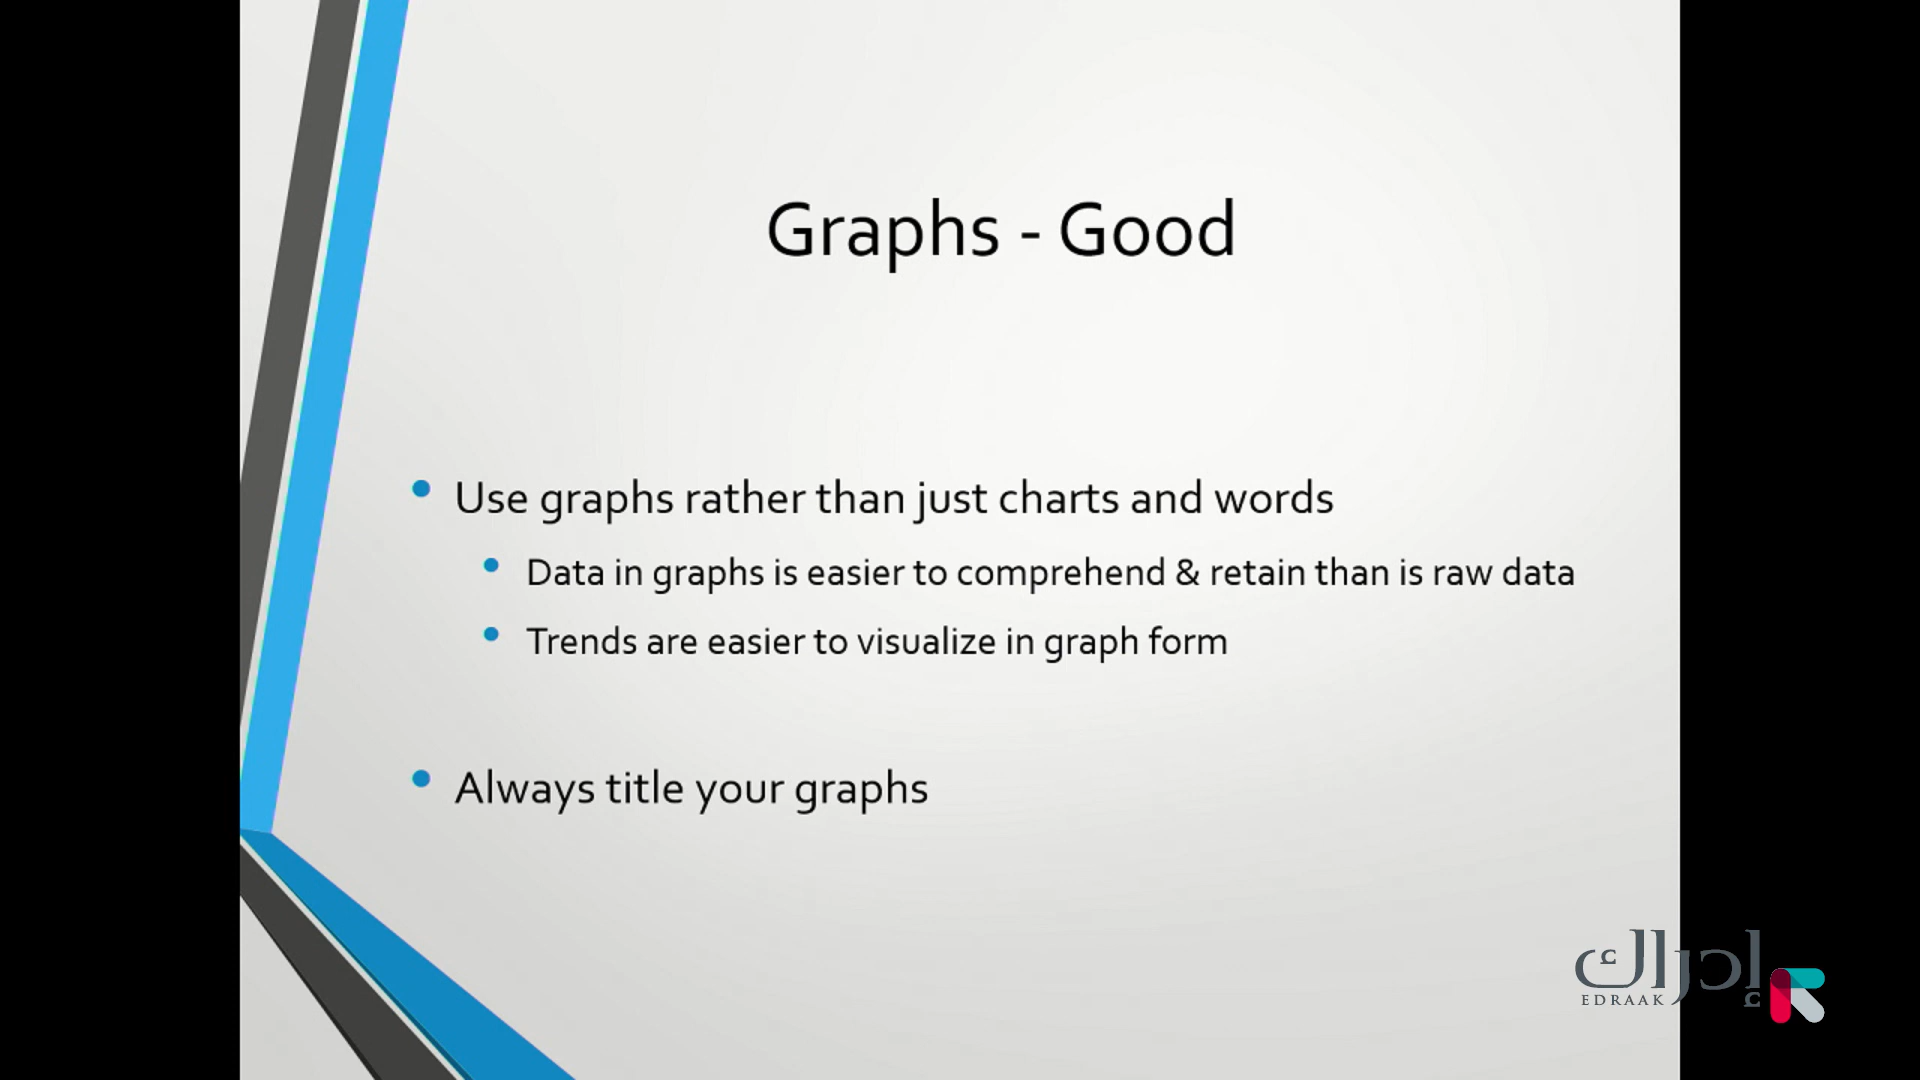 Graphs - Good
Use graphs rather than just charts and words
Data in graphs is easier to comprehend & retain than is raw data
Trends are easier to visualize in graph form
Always title your graphs
إدراك
EDRAAK